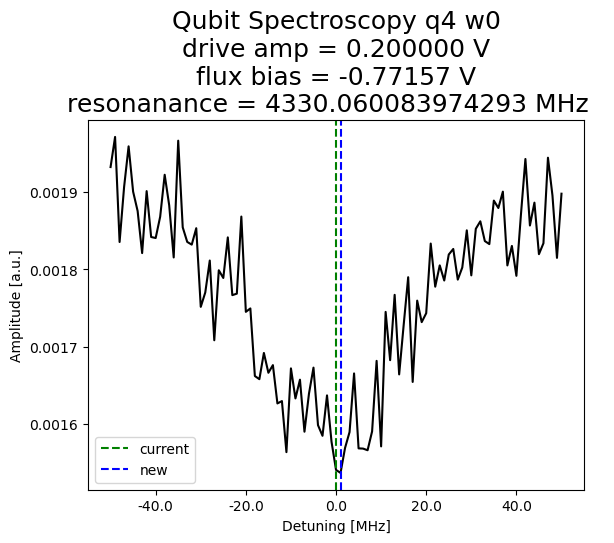 Qubit Spectroscopy q4 w0
drive amp = 0.200000 V
flux bias = -0.77157 V
resonanance = 4330.060083974293 MHz
0.0019
0.0018
0.0017
0.0016
Amplitude [a.u.]
current
new
-40.0 -20.0 0.0 20.0 40.0
Detuning [MHz]